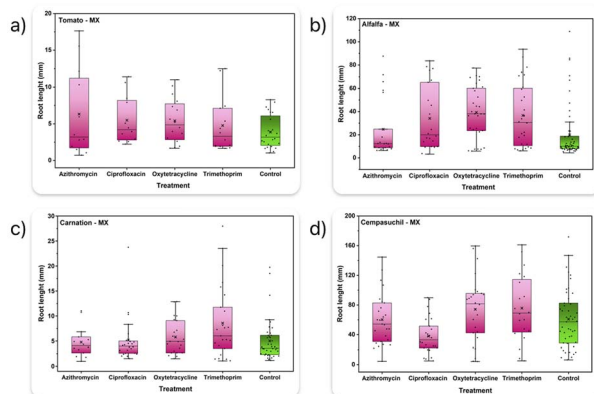 a)
Tomato - MX
Root lenght (mm)
20
15
10
5
0
Azithromycin Ciprofloxacin Oxytetracycline Trimethoprim Control
Treatment
b)
Alfalfa - MX
Root lenght (mm)
120
100
80
60
40
20
0
Azithromycin Ciprofloxacin Oxytetracycline Trimethoprim Control
Treatment
c)
Carnation - MX
Root lenght (mm)
30
25
20
15
10
5
0
Azithromycin Ciprofloxacin Oxytetracycline Trimethoprim Control
Treatment
d)
Cempasuchil - MX
Root lenght (mm)
200
160
120
80
40
0
Azithromycin Ciprofloxacin Oxytetracycline Trimethoprim Control
Treatment